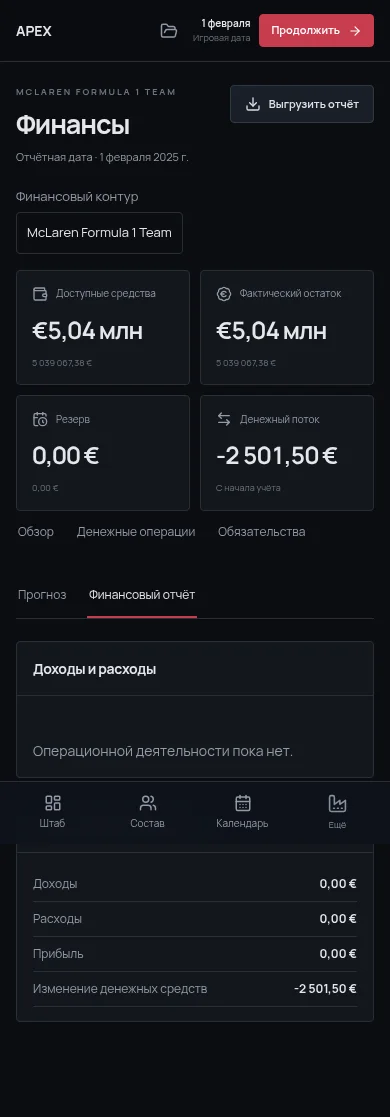 APEX
1 февраля
Игровая дата
Продолжить
MCLAREN FORMULA 1 TEAM
Финансы
Выгрузить отчёт
Отчётная дата · 1 февраля 2025 г.
Финансовый контур
McLaren Formula 1 Team
Доступные средства
€5,04 млн
5 039 067,38 €
Фактический остаток
€5,04 млн
5 039 067,38 €
Резерв
0,00 €
0,00 €
Денежный поток
-2 501,50 €
С начала учёта
Обзор
Денежные операции
Обязательства
Прогноз
Финансовый отчёт
Доходы и расходы
Операционной деятельности пока нет.
Штаб
Состав
Календарь
Ещё
Доходы 0,00 €
Расходы 0,00 €
Прибыль 0,00 €
Изменение денежных средств -2 501,50 €